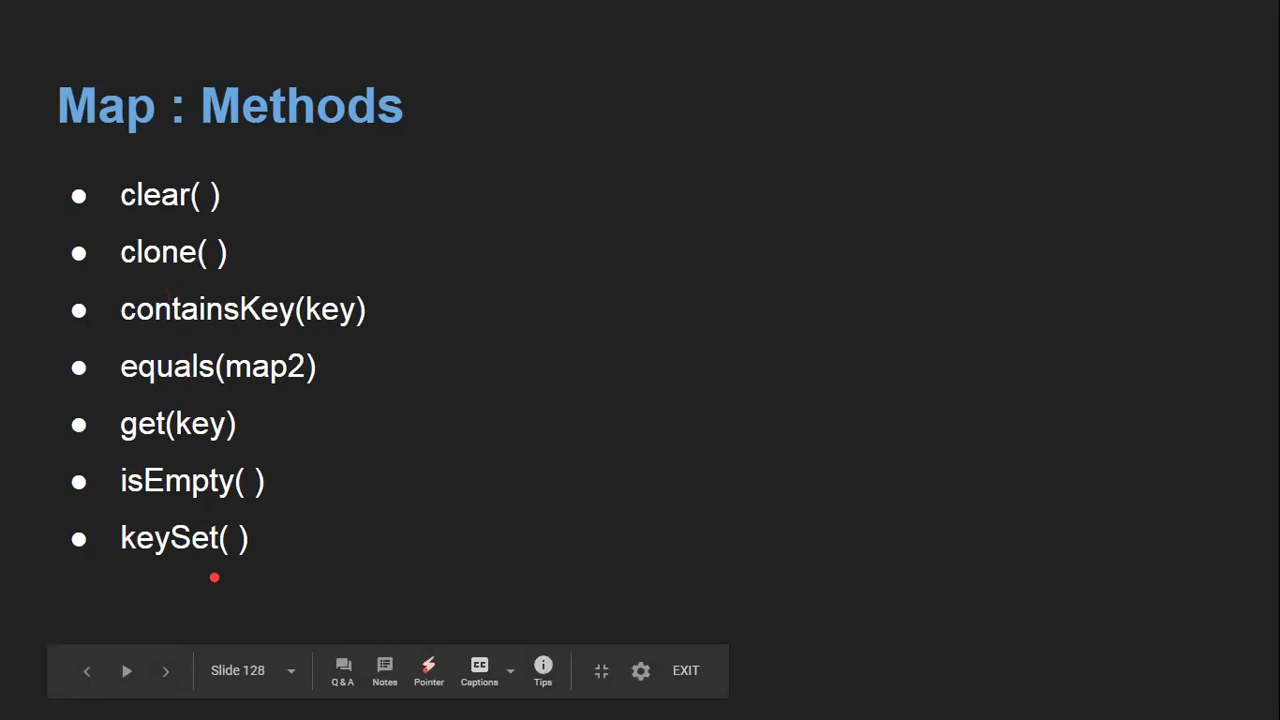 Map : Methods
● clear( )
● clone( )
● containsKey(key)
● equals(map2)
● get(key)
● isEmpty( )
● keySet( )
Slide 128
Q & A
Notes
Pointer
CC
Captions
Tips
EXIT